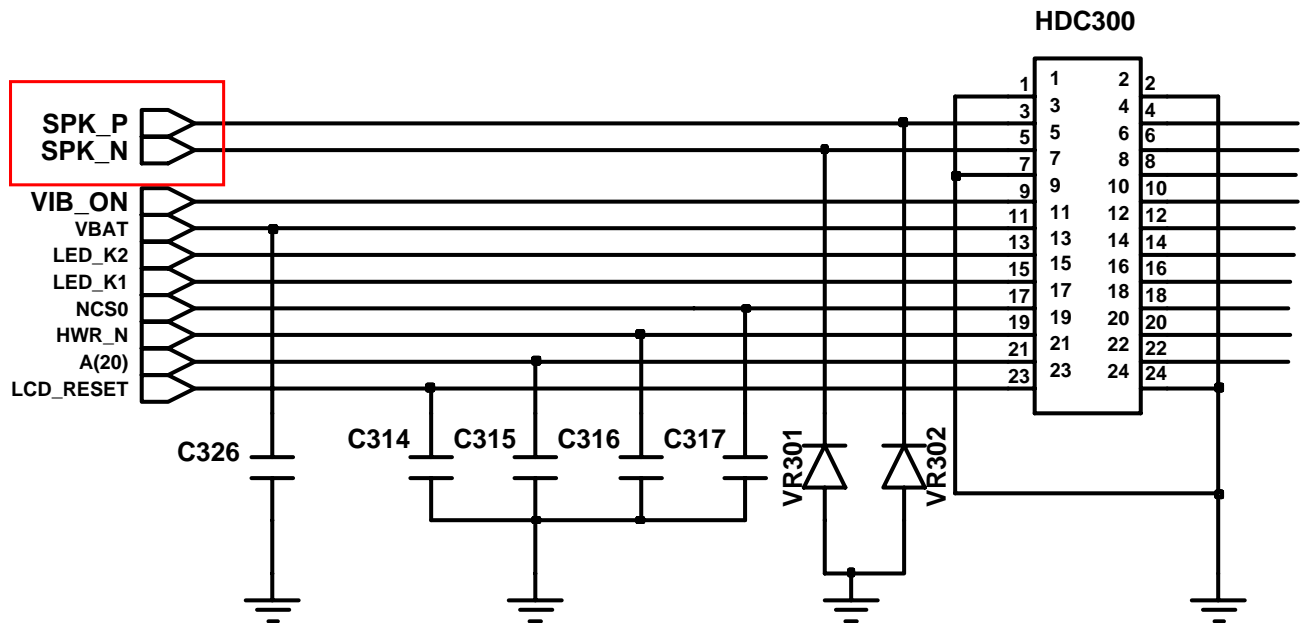 HDC300
1 1 2 2
SPK_P 3 3 4 4
SPK_N 5 5 6 6
7 7 8 8
VIB_ON 9 9 10 10
VBAT 11 11 12 12
LED_K2 13 13 14 14
LED_K1 15 15 16 16
NCS0 17 17 18 18
HWR_N 19 19 20 20
A(20) 21 21 22 22
LCD_RESET 23 23 24 24
C326 C314 C315 C316 C317 VR301 VR302